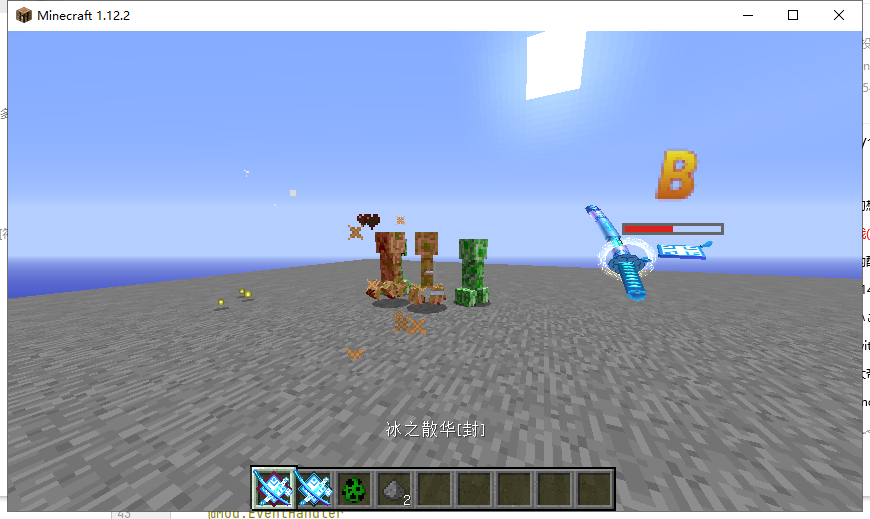 Minecraft 1.12.2
B
冰之散华[封]
2
43
@Mod.EventHandler